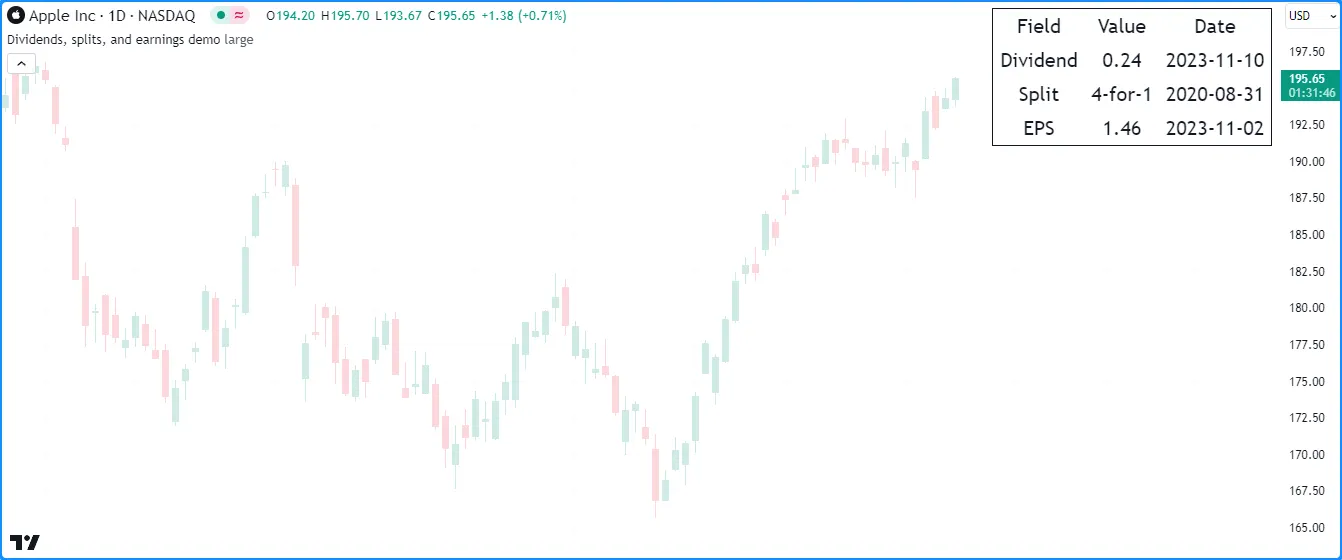 Apple Inc · 1D · NASDAQ ≈ O194.20 H195.70 L193.67 C195.65 +1.38 (+0.71%)
Dividends, splits, and earnings demo large
Field Value Date
Dividend 0.24 2023-11-10
Split 4-for-1 2020-08-31
EPS 1.46 2023-11-02
USD
197.50
195.65
01:31:46
192.50
190.00
187.50
185.00
182.50
180.00
177.50
175.00
172.50
170.00
167.50
165.00